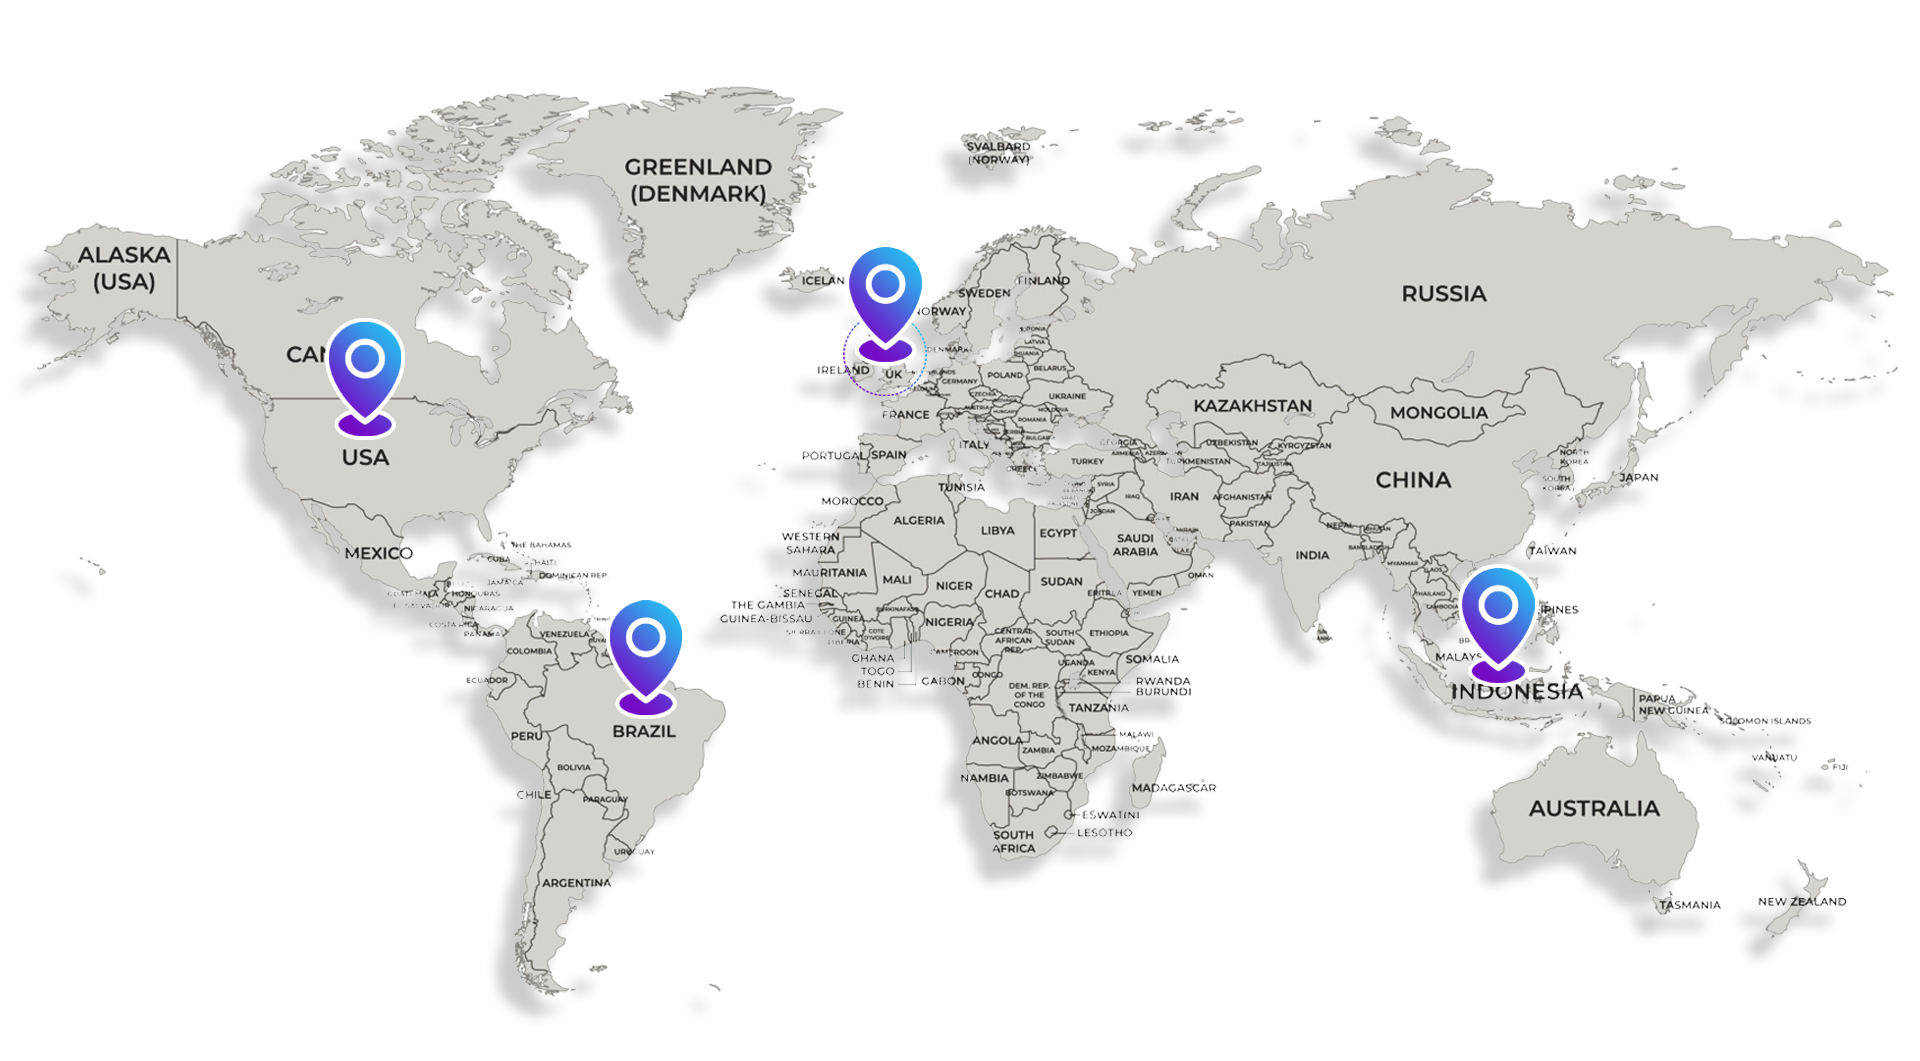 GREENLAND
(DENMARK)
SVALBARD
(NORWAY)
ALASKA
(USA)
ICELAN
FINLAND
SWEDEN
NORWAY
RUSSIA
ESTONIA
LATVIA
DENMARK
CAN
IRELAND
UK
POLAND
BELARUS
GERMANY
UKRAINE
CZECHIA
KAZAKHSTAN
MONGOLIA
FRANCE
AUSTRIA
HUNGARY
MOLDOVA
ROMANIA
USA
ITALY
GEORGIA
UZBEKISTAN
KYRGYZSTAN
PORTUGAL
SPAIN
ARMENIA
TURKEY
TURKMENISTAN
TAJIKISTAN
NORTH
KOREA
GREECE
CHINA
SOUTH
KOREA
JAPAN
TUNISIA
SYRIA
MOROCCO
IRAQ
IRAN
AFGHANISTAN
JORDAN
ALGERIA
LIBYA
EGYPT
PAKISTAN
NEPAL
BHUTAN
WESTERN
SAHARA
SAUDI
ARABIA
MEXICO
THE BAHAMAS
CUBA
HAITI
BANGLADESH
INDIA
TAIWAN
MYANMAR
LAOS
JAMAICA
DOMINICAN REP.
MAURITANIA
MALI
NIGER
CHAD
SUDAN
ERITREA
YEMEN
OMAN
GUATEMALA
HONDURAS
EL SALVADOR
NICARAGUA
SENEGAL
THE GAMBIA
GUINEA-BISSAU
BURKINAFASO
THAILAND
CAMBODIA
IPINES
COSTA RICA
PANAMA
VENEZUELA
GUINEA
SIERRA LEONE
LIBERIA
COTE
D'IVOIRE
NIGERIA
CENTRAL
AFRICAN
REP.
SOUTH
SUDAN
ETHIOPIA
SRI
LANKA
COLOMBIA
GHANA
TOGO
BENIN
CAMEROON
UGANDA
KENYA
SOMALIA
BR
MALAYS
ECUADOR
GABON
CONGO
DEM. REP.
OF THE
CONGO
RWANDA
BURUNDI
INDONESIA
PAPUA
NEW GUINEA
TANZANIA
SOLOMON ISLANDS
PERU
BRAZIL
ANGOLA
ZAMBIA
MALAWI
MOZAMBIQUE
VANUATU
FIJI
BOLIVIA
NAMBIA
ZIMBABWE
BOTSWANA
MADAGASCAR
CHILE
PARAGUAY
AUSTRALIA
ESWATINI
LESOTHO
SOUTH
AFRICA
URUGUAY
ARGENTINA
TASMANIA
NEW ZEALAND